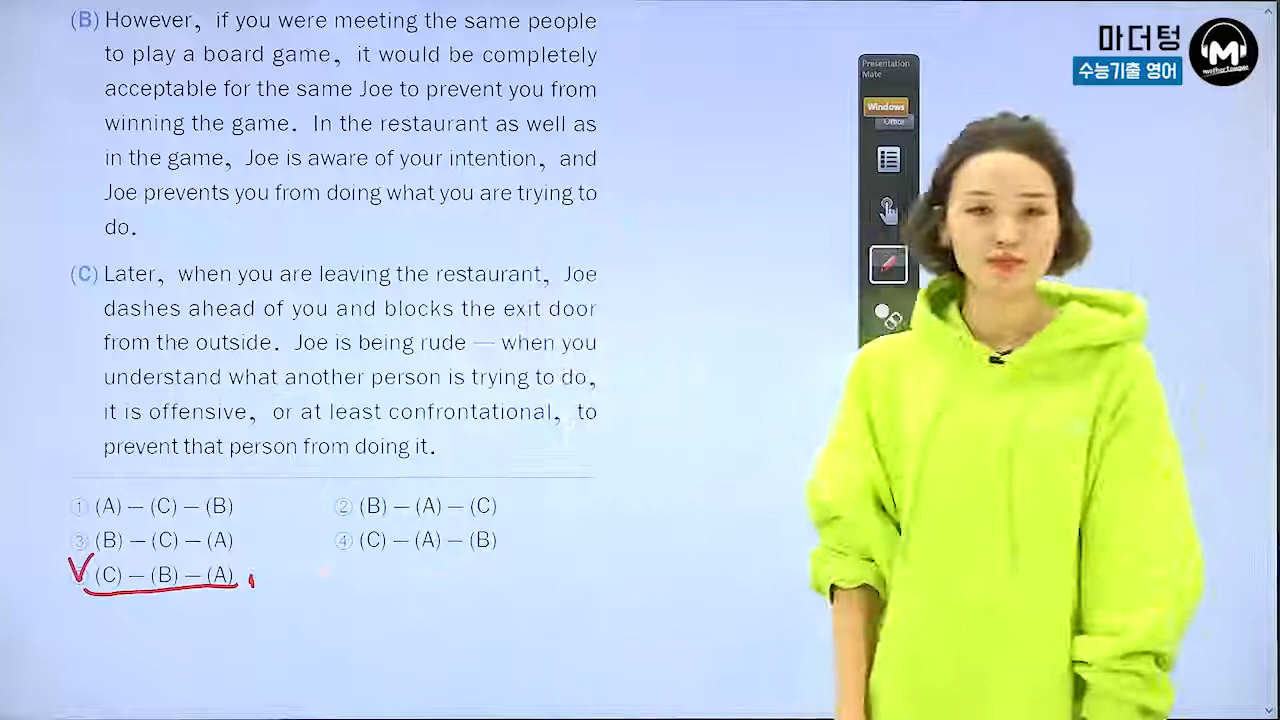 (B) However, if you were meeting the same people
to play a board game, it would be completely
acceptable for the same Joe to prevent you from
winning the game. In the restaurant as well as
in the game, Joe is aware of your intention, and
Joe prevents you from doing what you are trying to
do.
(C) Later, when you are leaving the restaurant, Joe
dashes ahead of you and blocks the exit door
from the outside. Joe is being rude — when you
understand what another person is trying to do,
it is offensive, or at least confrontational, to
prevent that person from doing it.
① (A) – (C) – (B) ② (B) – (A) – (C)
③ (B) – (C) – (A) ④ (C) – (A) – (B)
(C) – (B) – (A)
Presentation
Mate
Windows
Office
마더텅
수능기출 영어
M
mother tongue